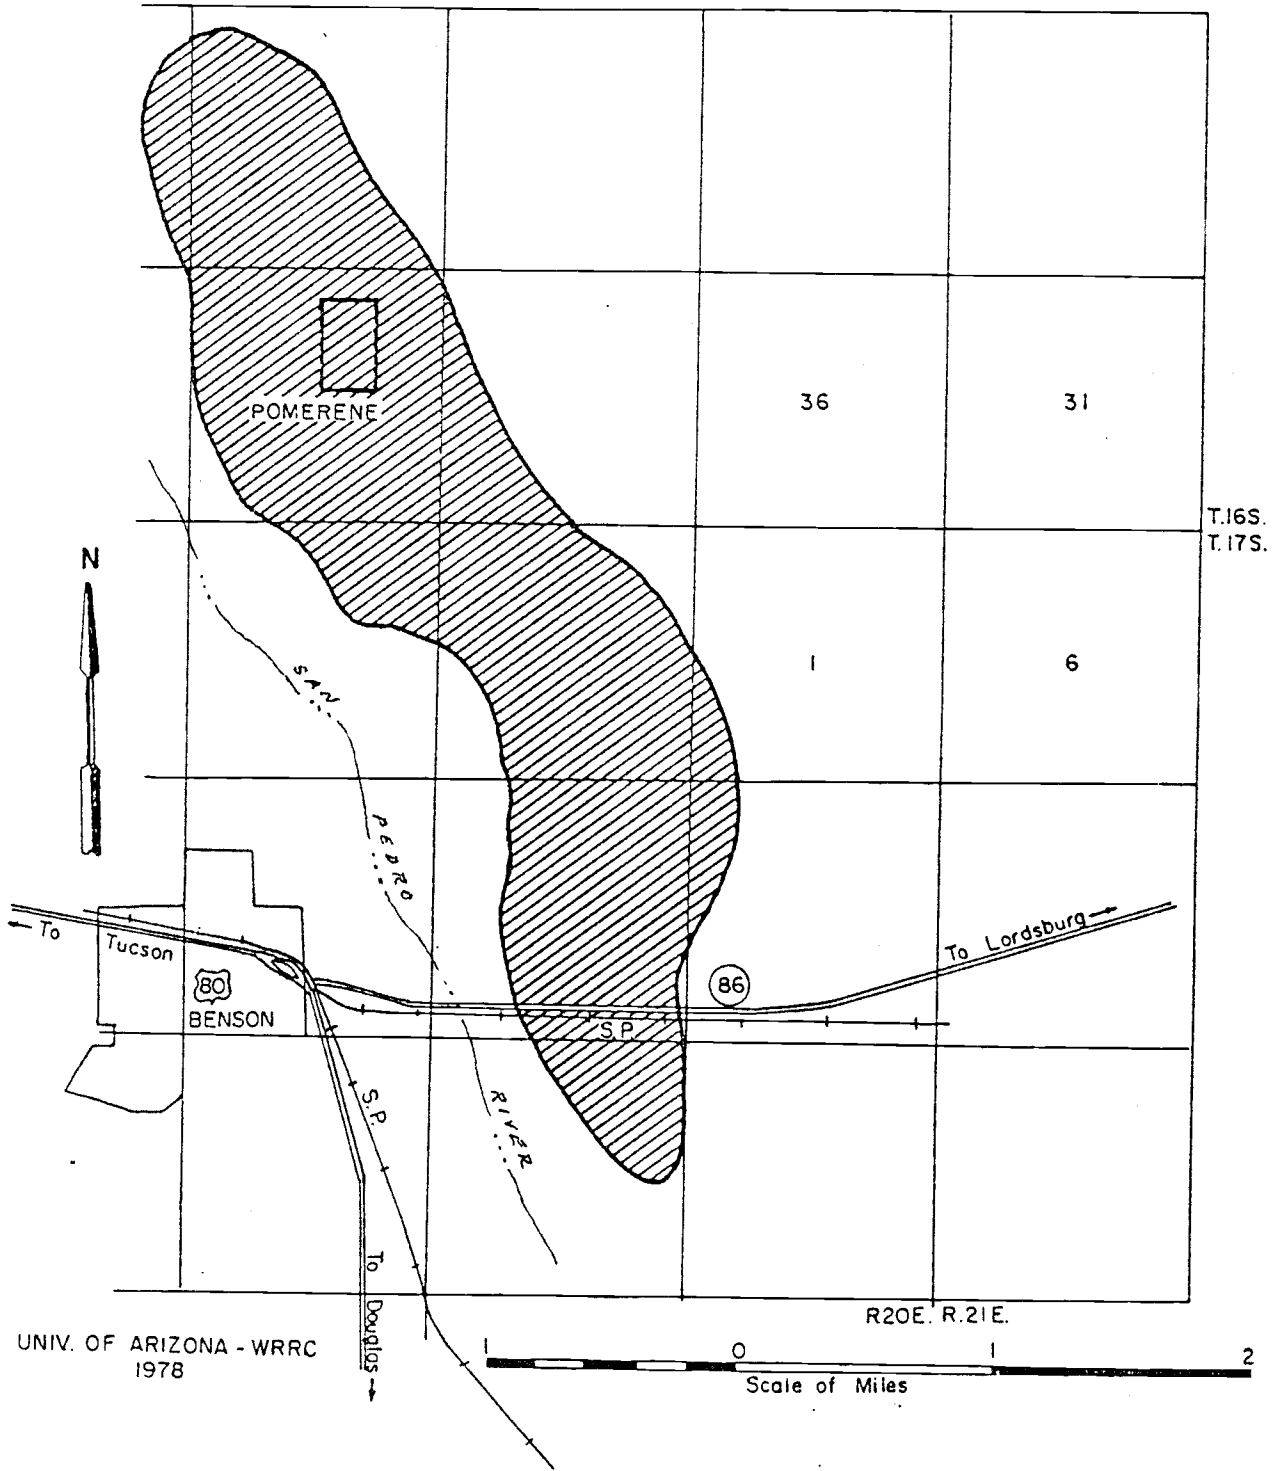 POMERENE
36
31
T.16S.
T.17S.
N
SAN
1
6
PEDRO
← To Tucson
80
BENSON
86
To Lordsburg →
S.P.
S.P.
RIVER
To Douglas →
R20E. R.21E.
UNIV. OF ARIZONA - WRRC
1978
1 0 1 2
Scale of Miles